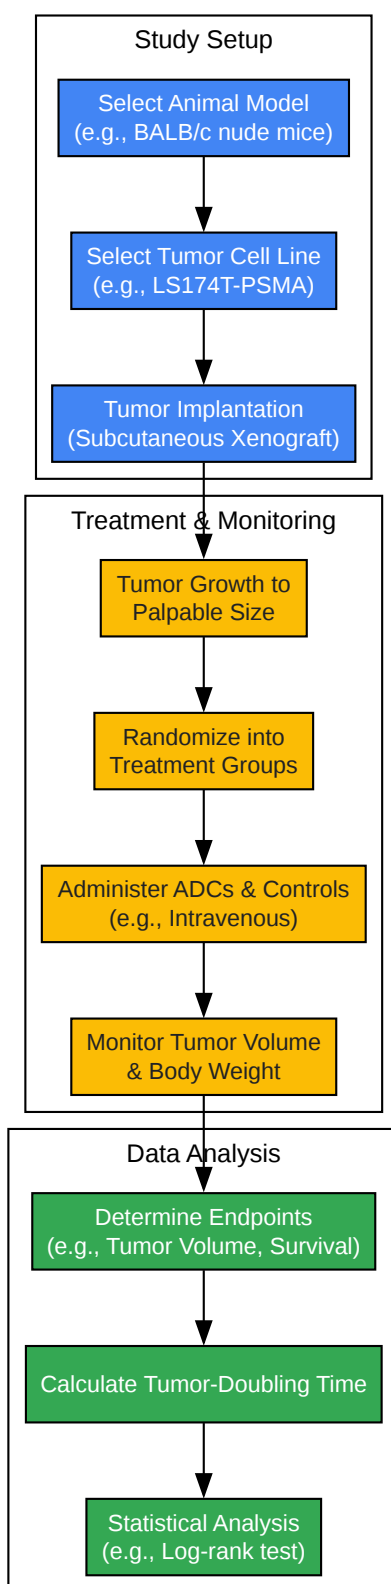 Study Setup
Select Animal Model
(e.g., BALB/c nude mice)
Select Tumor Cell Line
(e.g., LS174T-PSMA)
Tumor Implantation
(Subcutaneous Xenograft)
Treatment & Monitoring
Tumor Growth to
Palpable Size
Randomize into
Treatment Groups
Administer ADCs & Controls
(e.g., Intravenous)
Monitor Tumor Volume
& Body Weight
Data Analysis
Determine Endpoints
(e.g., Tumor Volume, Survival)
Calculate Tumor-Doubling Time
Statistical Analysis
(e.g., Log-rank test)